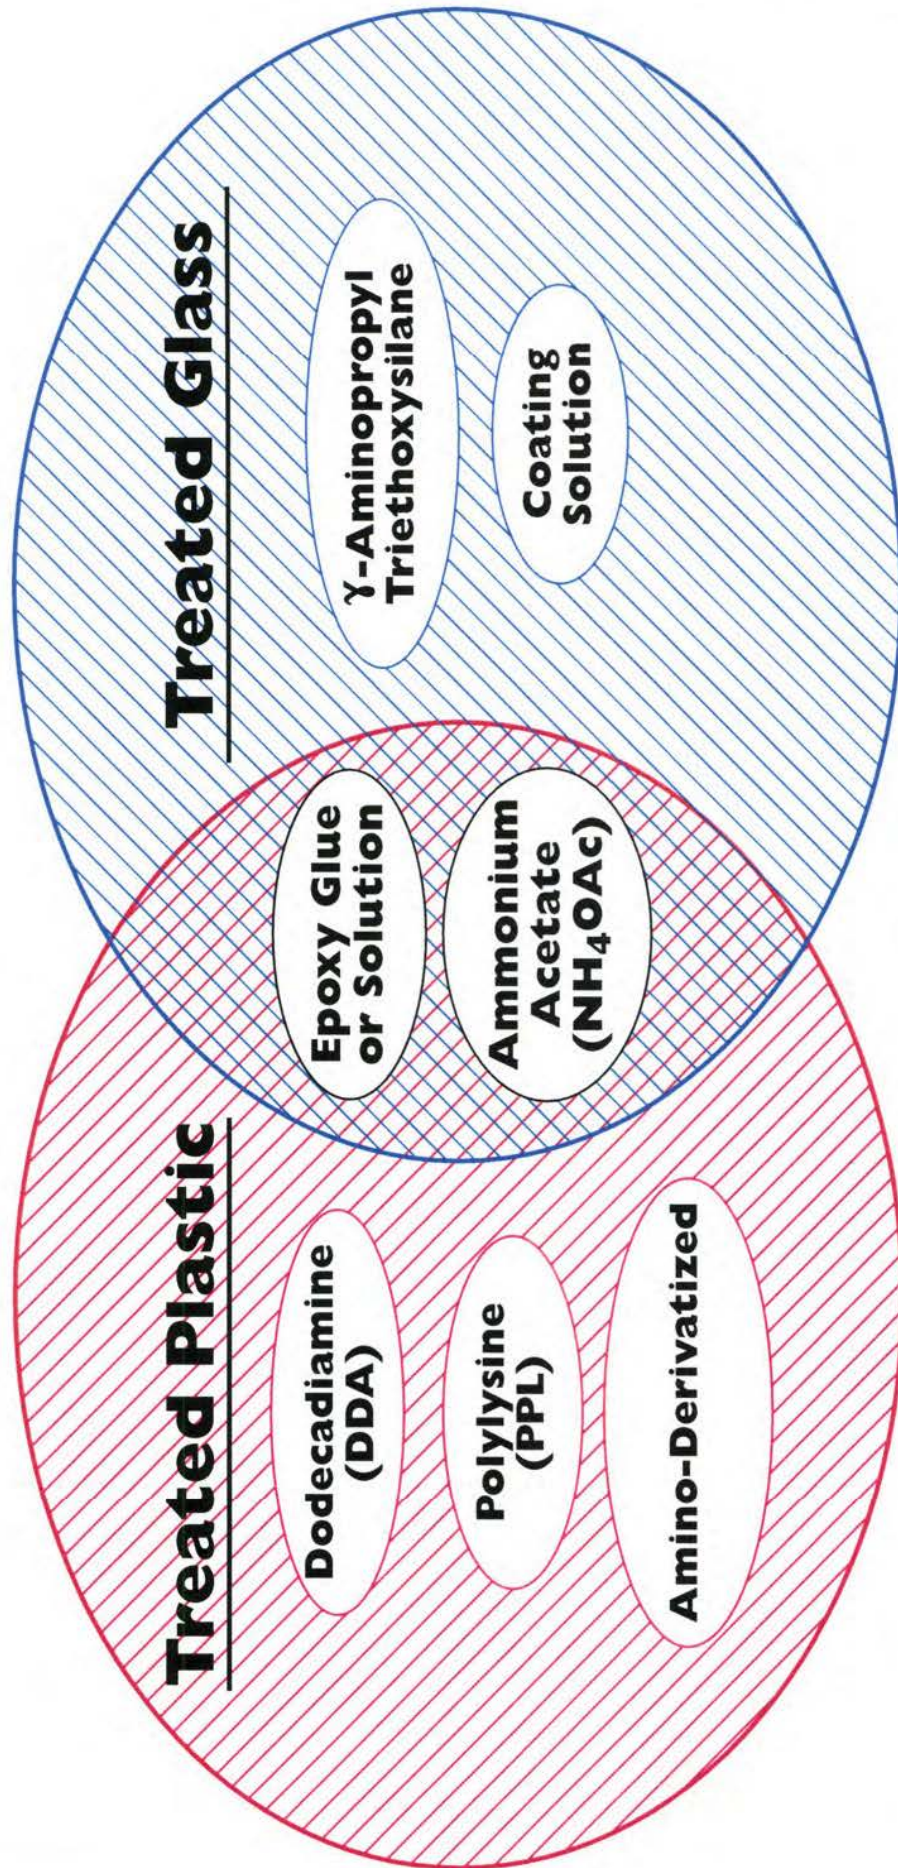 Treated Plastic
Dodecadiamine
(DDA)
Polylysine
(PPL)
Amino-Derivatized
Epoxy Glue
or Solution
Ammonium
Acetate
(NH₄OAc)
Treated Glass
γ-Aminopropyl
Triethoxysilane
Coating
Solution